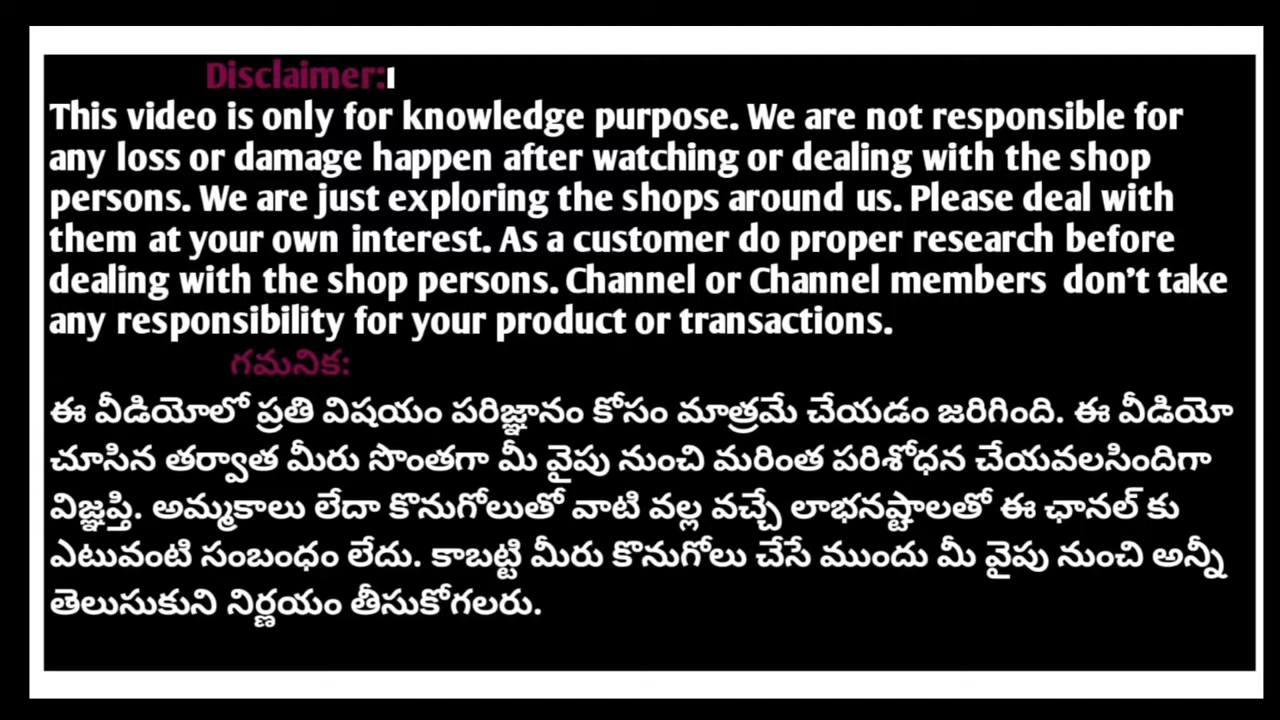 Disclaimer:
This video is only for knowledge purpose. We are not responsible for
any loss or damage happen after watching or dealing with the shop
persons. We are just exploring the shops around us. Please deal with
them at your own interest. As a customer do proper research before
dealing with the shop persons. Channel or Channel members don't take
any responsibility for your product or transactions.
గమనిక:
ఈ వీడియోలో ప్రతి విషయం పరిజ్ఞానం కోసం మాత్రమే చేయడం జరిగింది. ఈ వీడియో
చూసిన తర్వాత మీరు సొంతగా మీ వైపు నుంచి మరింత పరిశోధన చేయవలసిందిగా
విజ్ఞప్తి. అమ్మకాలు లేదా కొనుగోలుతో వాటి వల్ల వచ్చే లాభనష్టాలతో ఈ ఛానల్ కు
ఎటువంటి సంబంధం లేదు. కాబట్టి మీరు కొనుగోలు చేసే ముందు మీ వైపు నుంచి అన్నీ
తెలుసుకుని నిర్ణయం తీసుకోగలరు.